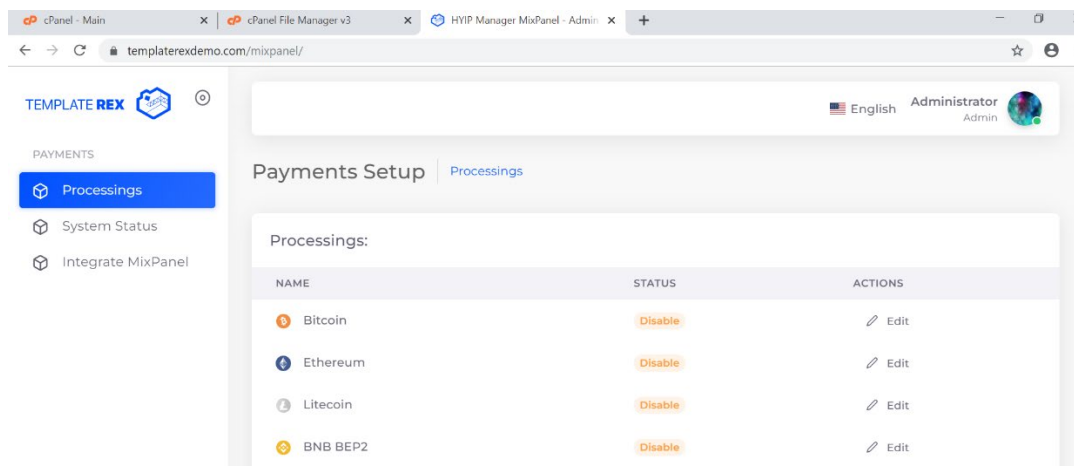 cPanel - Main
cPanel File Manager v3
HYIP Manager MixPanel - Admin
templaterexdemo.com/mixpanel/
TEMPLATE REX
English
Administrator
Admin
PAYMENTS
Processings
System Status
Integrate MixPanel
Payments Setup
Processings
Processings:
NAME STATUS ACTIONS
Bitcoin Disable Edit
Ethereum Disable Edit
Litecoin Disable Edit
BNB BEP2 Disable Edit